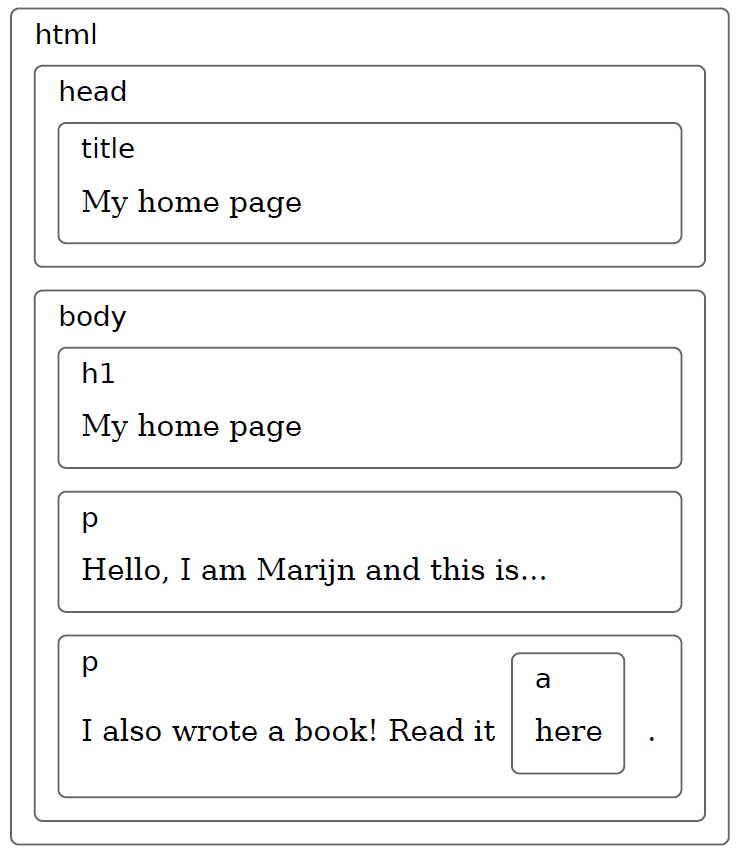 html
head
title
My home page
body
h1
My home page
p
Hello, I am Marijn and this is...
p
a
I also wrote a book! Read it here .